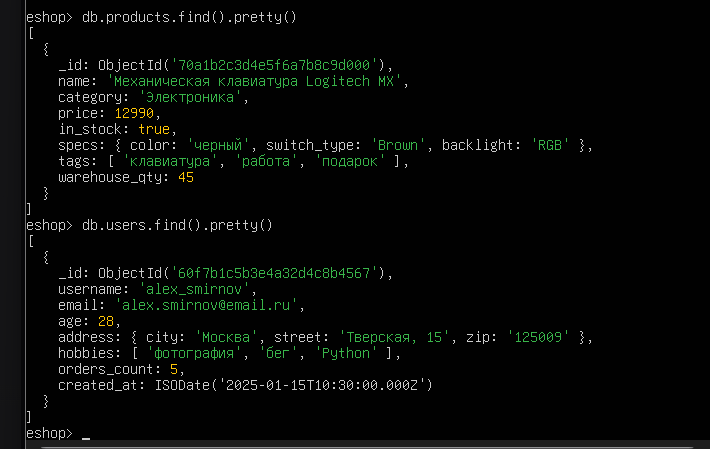 eshop> db.products.find().pretty()
[
  {
    _id: ObjectId('70a1b2c3d4e5f6a7b8c9d000'),
    name: 'Механическая клавиатура Logitech MX',
    category: 'Электроника',
    price: 12990,
    in_stock: true,
    specs: { color: 'черный', switch_type: 'Brown', backlight: 'RGB' },
    tags: [ 'клавиатура', 'работа', 'подарок' ],
    warehouse_qty: 45
  }
]
eshop> db.users.find().pretty()
[
  {
    _id: ObjectId('60f7b1c5b3e4a32d4c8b4567'),
    username: 'alex_smirnov',
    email: 'alex.smirnov@email.ru',
    age: 28,
    address: { city: 'Москва', street: 'Тверская, 15', zip: '125009' },
    hobbies: [ 'фотография', 'бег', 'Python' ],
    orders_count: 5,
    created_at: ISODate('2025-01-15T10:30:00.000Z')
  }
]
eshop> _